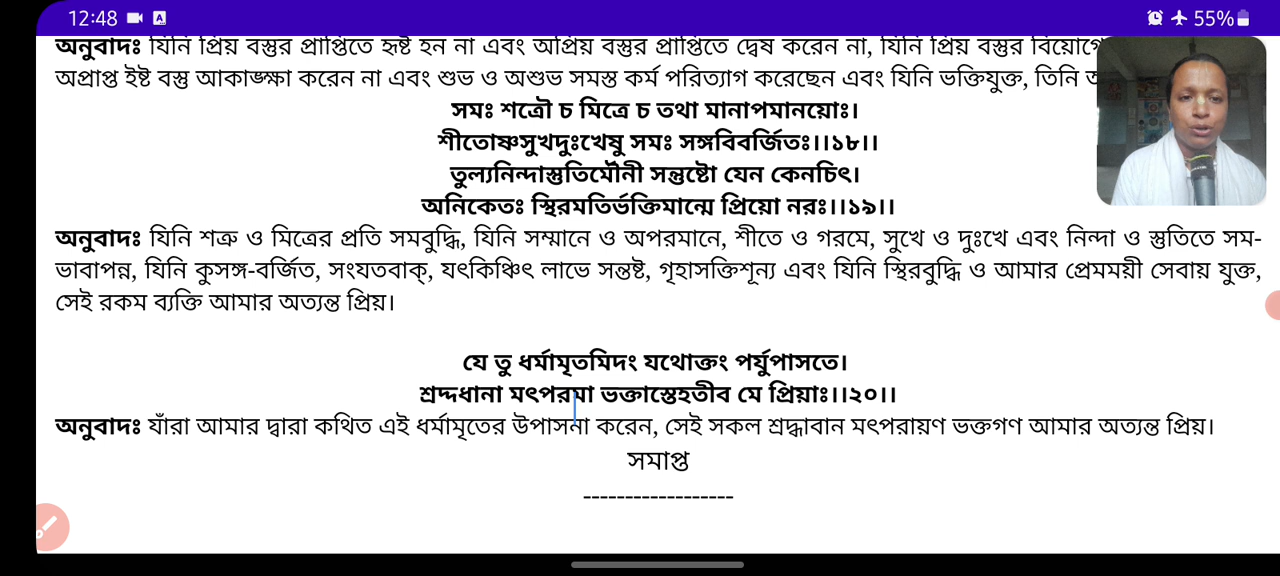 12:48
55%
অনুবাদঃ যিনি প্রিয় বস্তুর প্রাপ্তিতে হৃষ্ট হন না এবং অপ্রিয় বস্তুর প্রাপ্তিতে দ্বেষ করেন না, যিনি প্রিয় বস্তুর বিয়োগে
অপ্রাপ্ত ইষ্ট বস্তু আকাঙ্ক্ষা করেন না এবং শুভ ও অশুভ সমস্ত কর্ম পরিত্যাগ করেছেন এবং যিনি ভক্তিযুক্ত, তিনি
সমঃ শত্রৌ চ মিত্রে চ তথা মানাপমানয়োঃ।
শীতোষ্ণসুখদুঃখেষু সমঃ সঙ্গবিবর্জিতঃ।।১৮।।
তুল্যনিন্দাস্তুতির্মৌনী সন্তুষ্টো যেন কেনচিৎ।
অনিকেতঃ স্থিরমতির্ভক্তিমান্মে প্রিয়ো নরঃ।।১৯।।
অনুবাদঃ যিনি শত্রু ও মিত্রের প্রতি সমবুদ্ধি, যিনি সম্মানে ও অপরমানে, শীতে ও গরমে, সুখে ও দুঃখে এবং নিন্দা ও স্তুতিতে সম-
ভাবাপন্ন, যিনি কুসঙ্গ-বর্জিত, সংযতবাক্, যৎকিঞ্চিৎ লাভে সন্তষ্ট, গৃহাসক্তিশূন্য এবং যিনি স্থিরবুদ্ধি ও আমার প্রেমময়ী সেবায় যুক্ত,
সেই রকম ব্যক্তি আমার অত্যন্ত প্রিয়।
যে তু ধর্মামৃতমিদং যথোক্তং পর্যুপাসতে।
শ্রদ্দধানা মৎপরমা ভক্তাস্তেহতীব মে প্রিয়াঃ।।২০।।
অনুবাদঃ যাঁরা আমার দ্বারা কথিত এই ধর্মামৃতের উপাসনা করেন, সেই সকল শ্রদ্ধাবান মৎপরায়ণ ভক্তগণ আমার অত্যন্ত প্রিয়।
সমাপ্ত
------------------